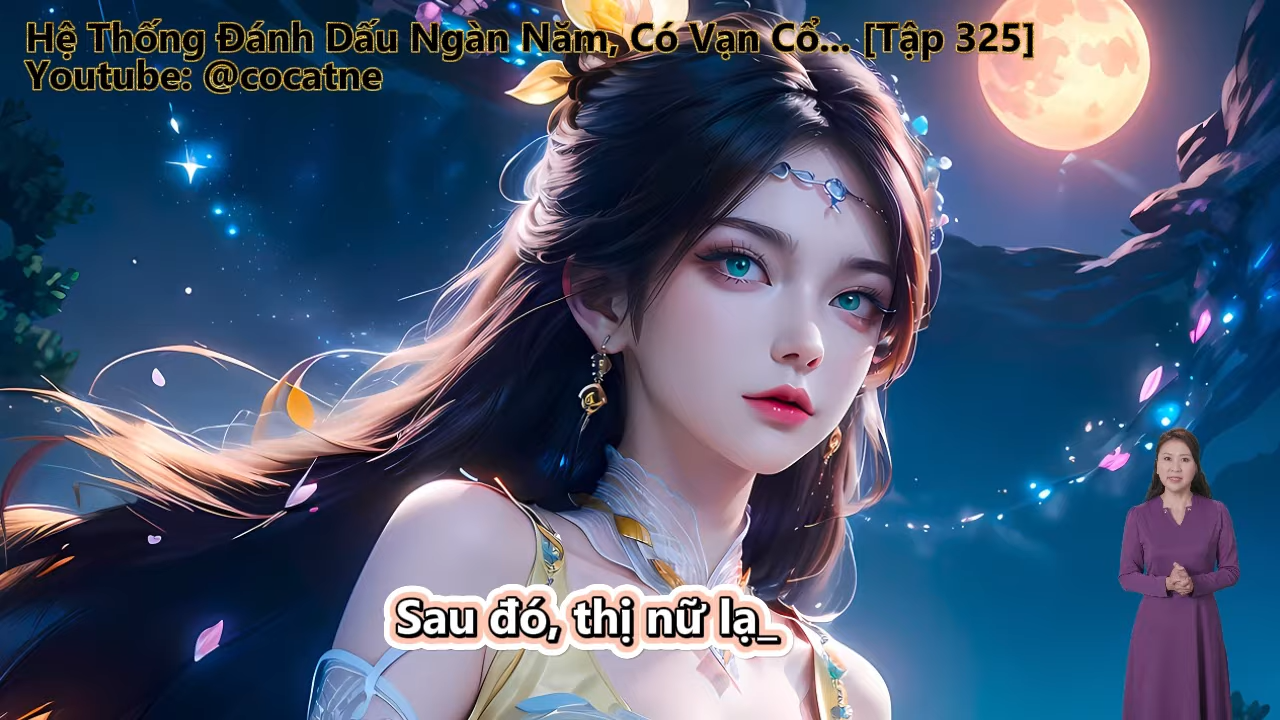 Hệ Thống Đánh Dấu Ngàn Năm, Có Vạn Cổ... [Tập 325]
Youtube: @cocatne
Sau đó, thị nữ lạ_